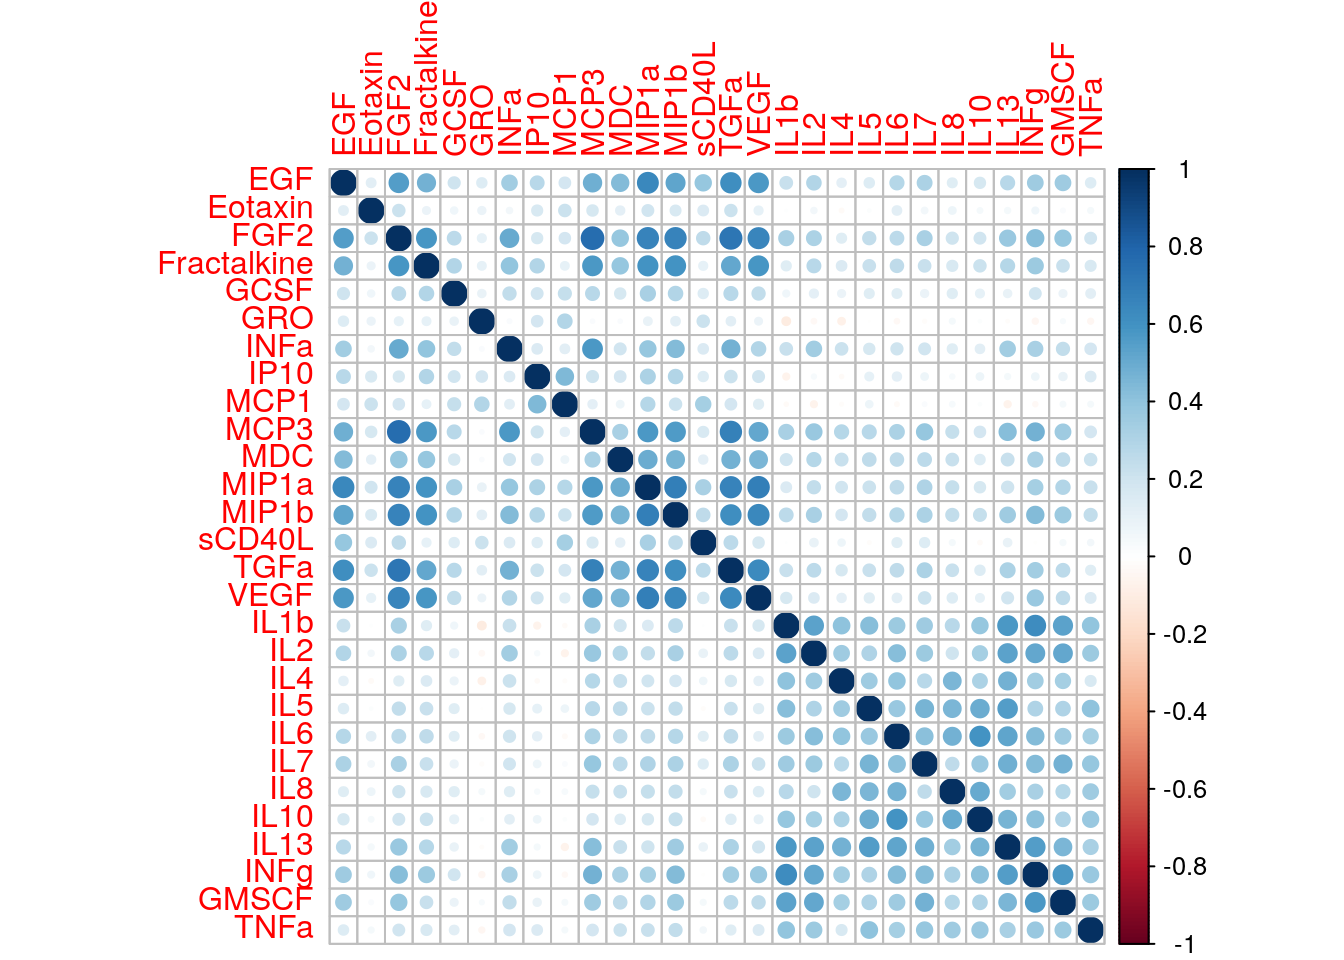 EGF
Eotaxin
FGF2
Fractalkine
GCSF
GRO
INFa
IP10
MCP1
MCP3
MDC
MIP1a
MIP1b
sCD40L
TGFa
VEGF
IL1b
IL2
IL4
IL5
IL6
IL7
IL8
IL10
IL13
INFg
GMSCF
TNFa
EGF
Eotaxin
FGF2
Fractalkine
GCSF
GRO
INFa
IP10
MCP1
MCP3
MDC
MIP1a
MIP1b
sCD40L
TGFa
VEGF
IL1b
IL2
IL4
IL5
IL6
IL7
IL8
IL10
IL13
INFg
GMSCF
TNFa
1
0.8
0.6
0.4
0.2
0
-0.2
-0.4
-0.6
-0.8
-1